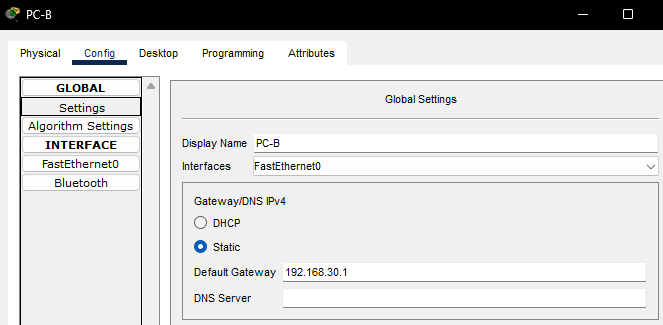 PC-B
Physical Config Desktop Programming Attributes
GLOBAL
Settings
Algorithm Settings
INTERFACE
FastEthernet0
Bluetooth
Global Settings
Display Name PC-B
Interfaces FastEthernet0
Gateway/DNS IPv4
DHCP
Static
Default Gateway 192.168.30.1
DNS Server